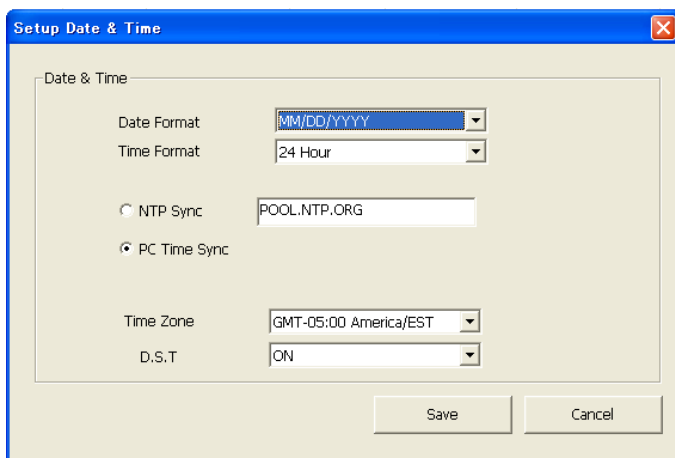 Setup Date & Time
Date & Time
Date Format MM/DD/YYYY
Time Format 24 Hour
NTP Sync POOL.NTP.ORG
PC Time Sync
Time Zone GMT-05:00 America/EST
D.S.T ON
Save Cancel